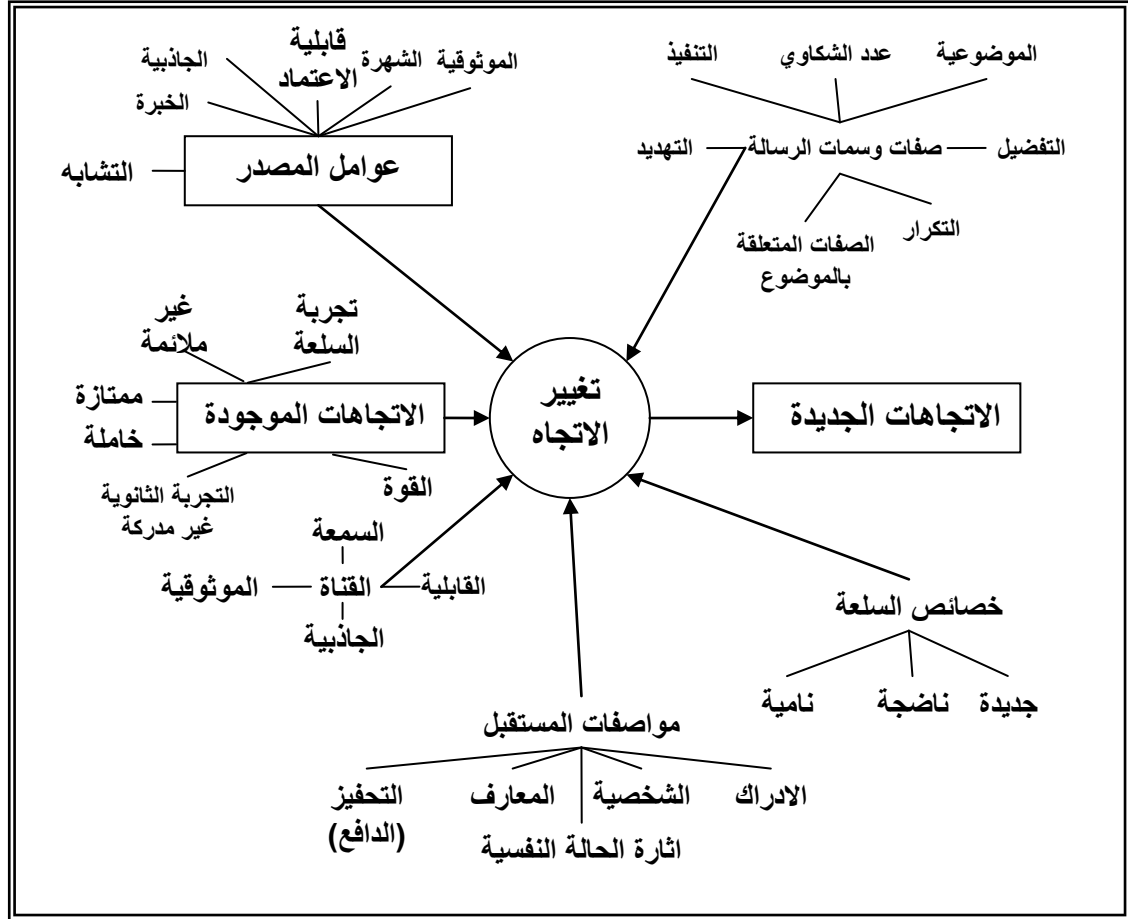 قابلية
الاعتماد
الموثوقية
الشهرة
الجاذبية
الخبرة
التشابه
عوامل المصدر
الموضوعية
عدد الشكاوي
التنفيذ
التفضيل
صفات وسمات الرسالة
التهديد
التكرار
الصفات المتعلقة
بالموضوع
تجربة
السلعة
غير
ملائمة
ممتازة
خاملة
الاتجاهات الموجودة
القوة
التجربة الثانوية
غير مدركة
تغيير
الاتجاه
الاتجاهات الجديدة
السمعة
القابلية
القناة
الموثوقية
الجاذبية
خصائص السلعة
جديدة
ناضجة
نامية
مواصفات المستقبل
الادراك
الشخصية
المعارف
التحفيز
(الدافع)
اثارة الحالة النفسية